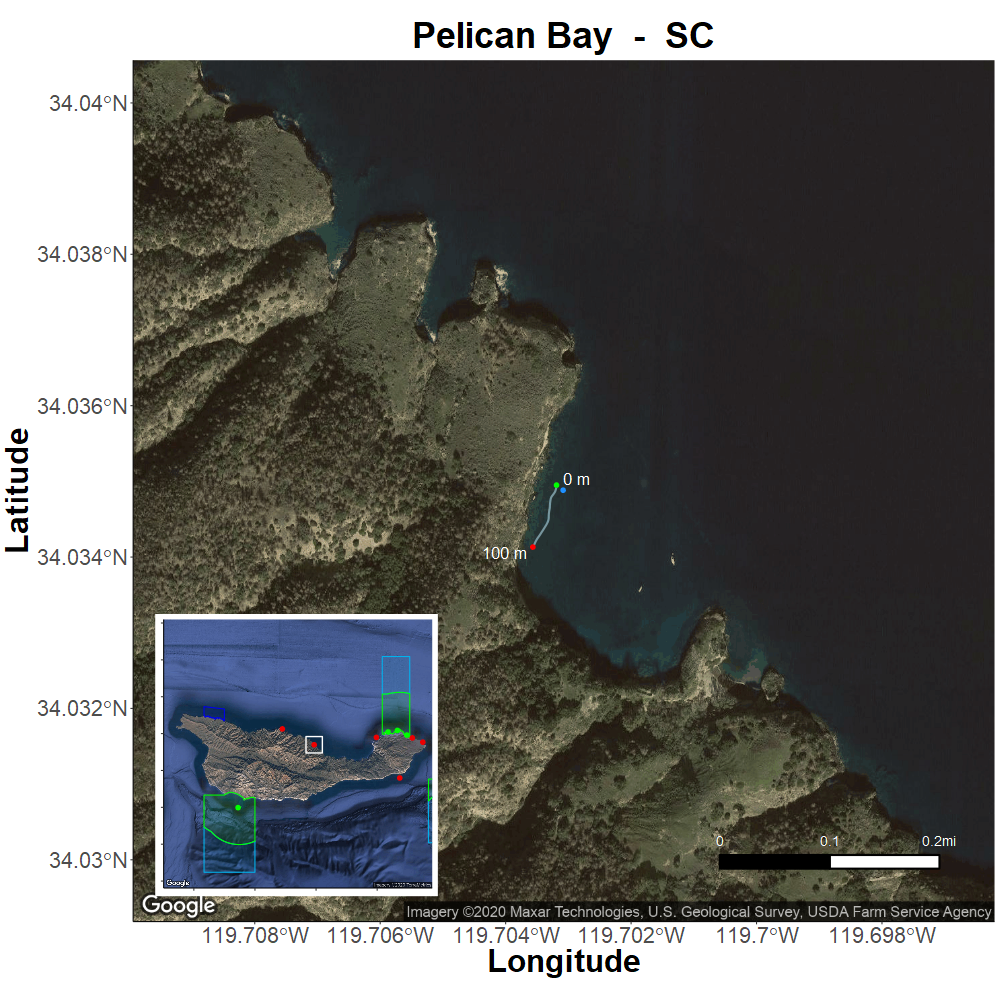 Pelican Bay - SC
34.04°N
34.038°N
34.036°N
34.034°N
34.032°N
34.03°N
Latitude
0 m
100 m
0 0.1 0.2mi
Google
Google
Imagery ©2020 Maxar Technologies, U.S. Geological Survey, USDA Farm Service Agency
119.708°W 119.706°W 119.704°W 119.702°W 119.7°W 119.698°W
Longitude